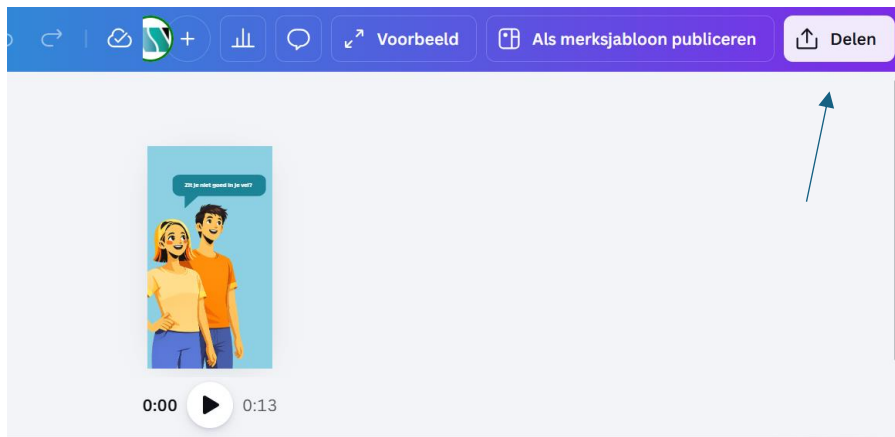 Voorbeeld
Als merksjabloon publiceren
Delen
Zit je niet goed in je vel?
0:00
0:13